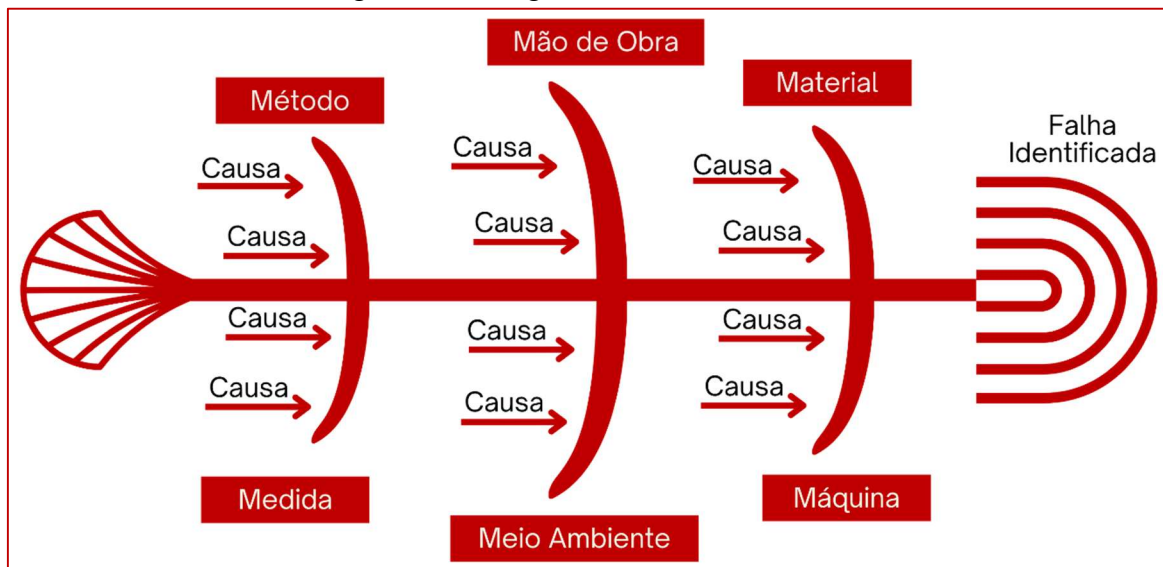 Mão de Obra
Método
Material
Falha
Identificada
Causa
Causa
Causa
Causa
Causa
Causa
Causa
Causa
Causa
Causa
Causa
Causa
Medida
Meio Ambiente
Máquina